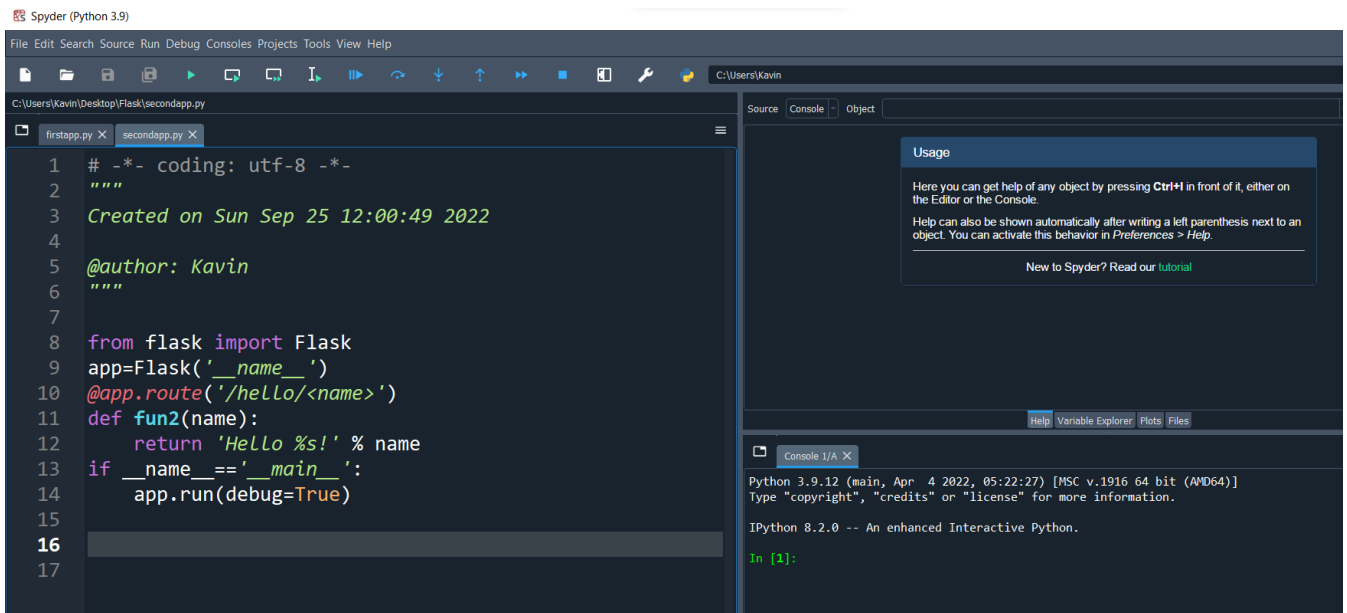 Spyder (Python 3.9)
File Edit Search Source Run Debug Consoles Projects Tools View Help
C:\Users\Kavin
C:\Users\Kavin\Desktop\Flask\secondapp.py
firstapp.py X secondapp.py X
1 # -*- coding: utf-8 -*-
2 """
3 Created on Sun Sep 25 12:00:49 2022
4
5 @author: Kavin
6 """
7
8 from flask import Flask
9 app=Flask('__name__')
10 @app.route('/hello/<name>')
11 def fun2(name):
12     return 'Hello %s!' % name
13 if __name__=='__main__':
14     app.run(debug=True)
15
16
17
Source Console Object
Usage
Here you can get help of any object by pressing Ctrl+I in front of it, either on
the Editor or the Console.
Help can also be shown automatically after writing a left parenthesis next to an
object. You can activate this behavior in Preferences > Help.
New to Spyder? Read our tutorial
Help Variable Explorer Plots Files
Console 1/A X
Python 3.9.12 (main, Apr  4 2022, 05:22:27) [MSC v.1916 64 bit (AMD64)]
Type "copyright", "credits" or "license" for more information.
IPython 8.2.0 -- An enhanced Interactive Python.
In [1]: